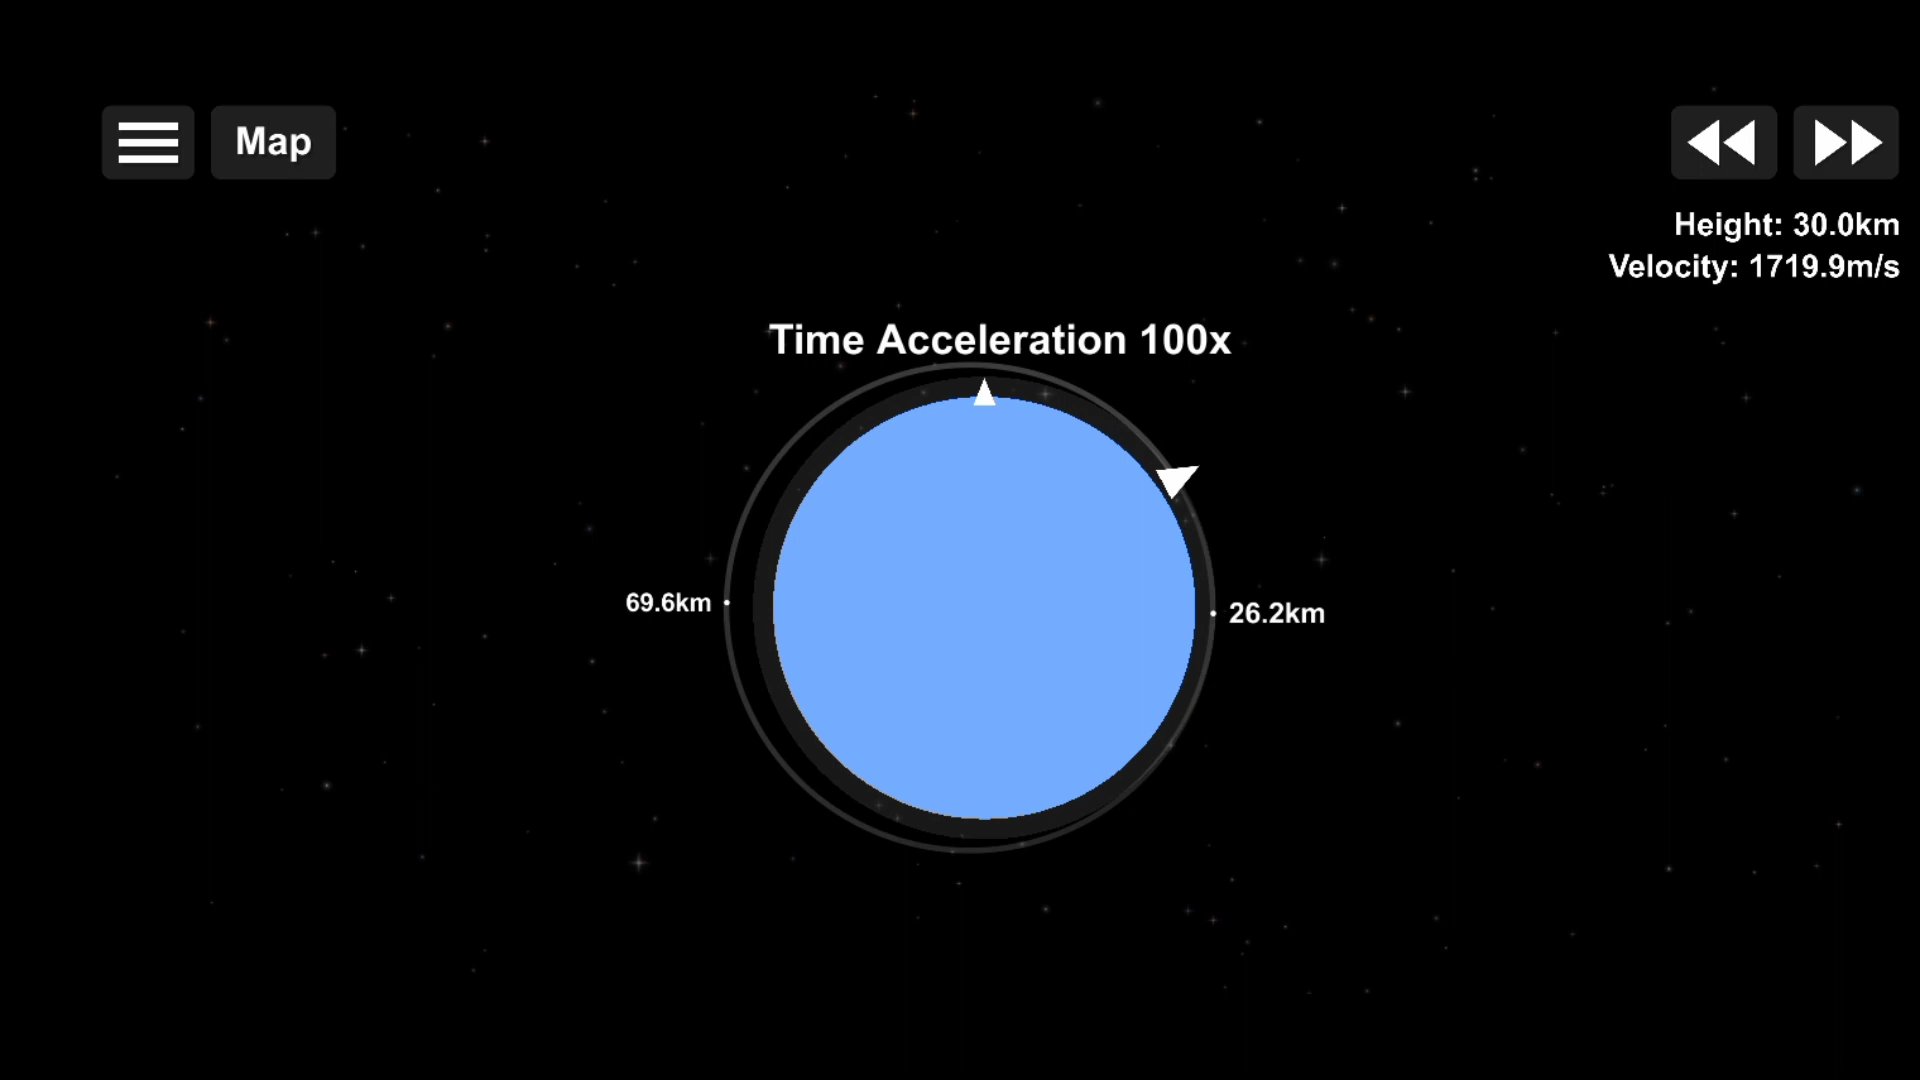 Map
Height: 30.0km
Velocity: 1719.9m/s
Time Acceleration 100x
69.6km
26.2km